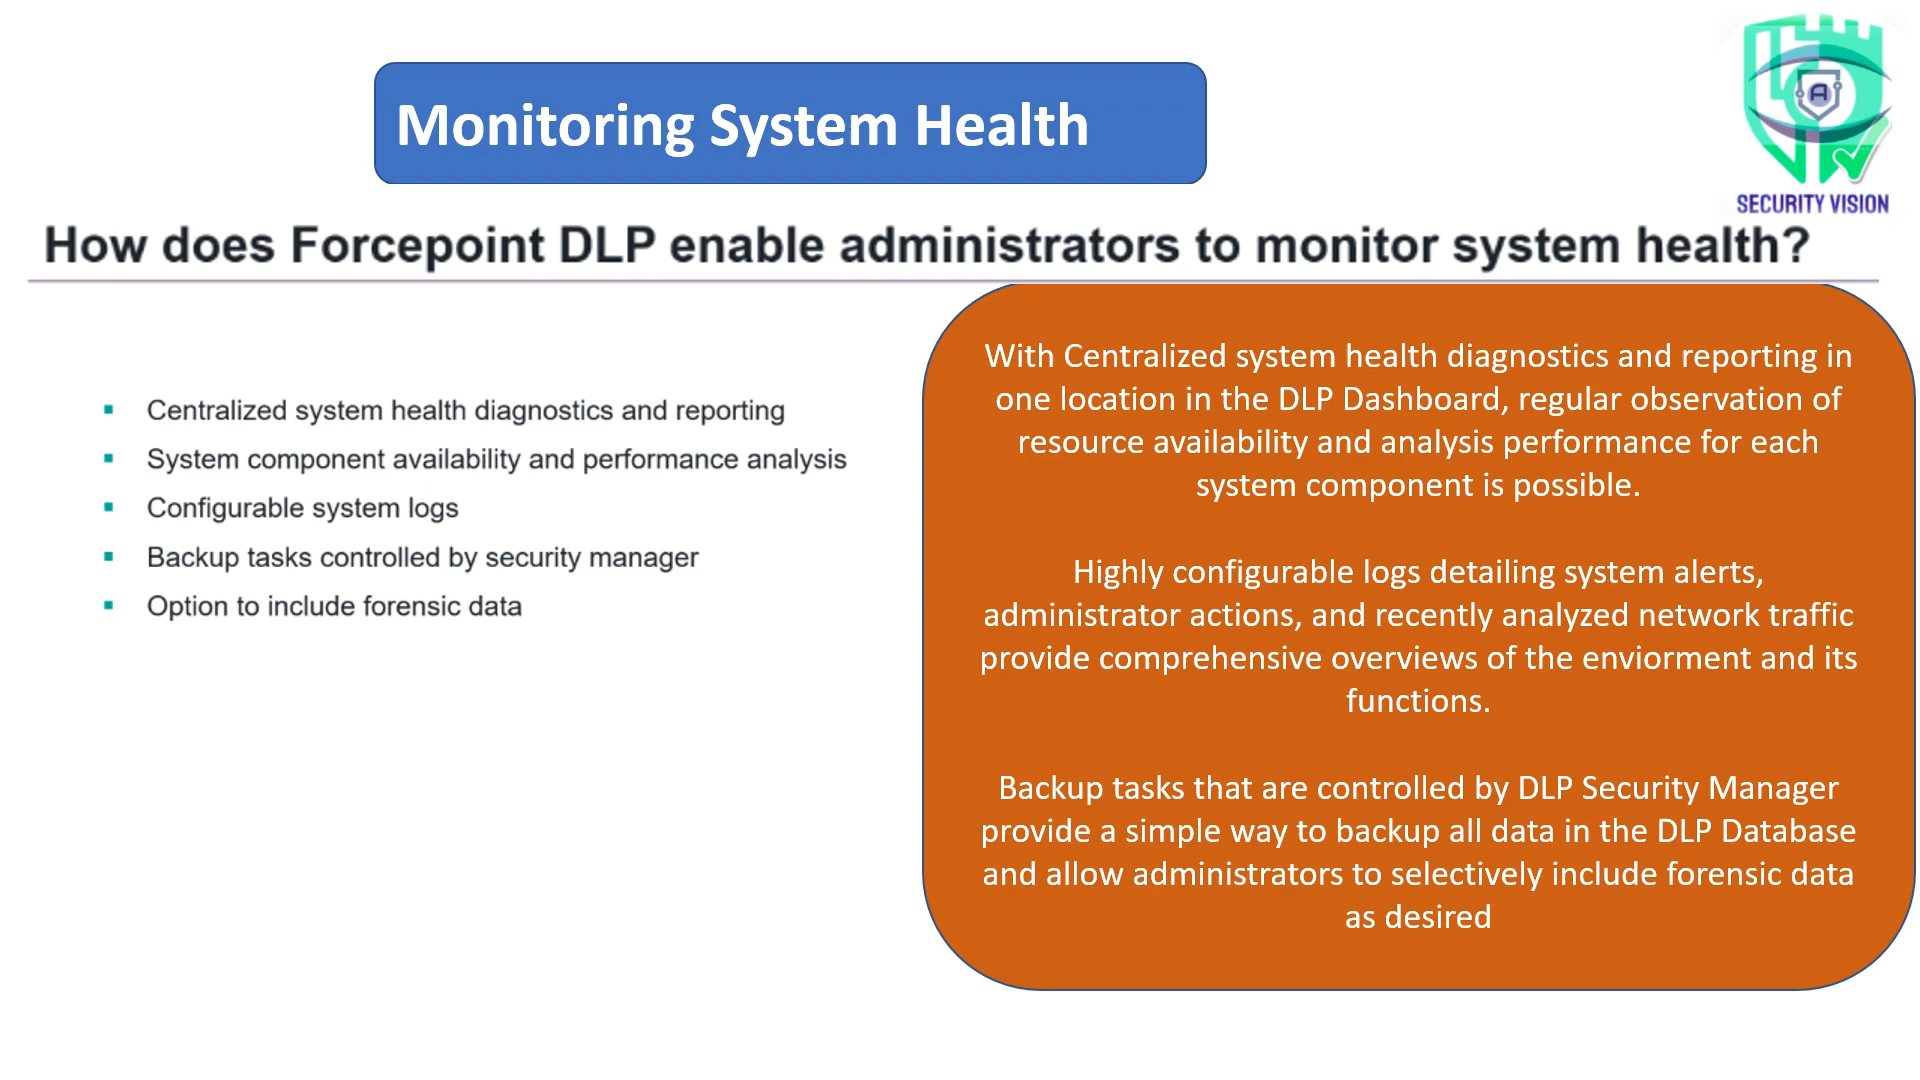 Monitoring System Health
A
SECURITY VISION
How does Forcepoint DLP enable administrators to monitor system health?
Centralized system health diagnostics and reporting
System component availability and performance analysis
Configurable system logs
Backup tasks controlled by security manager
Option to include forensic data
With Centralized system health diagnostics and reporting in
one location in the DLP Dashboard, regular observation of
resource availability and analysis performance for each
system component is possible.
Highly configurable logs detailing system alerts,
administrator actions, and recently analyzed network traffic
provide comprehensive overviews of the enviorment and its
functions.
Backup tasks that are controlled by DLP Security Manager
provide a simple way to backup all data in the DLP Database
and allow administrators to selectively include forensic data
as desired